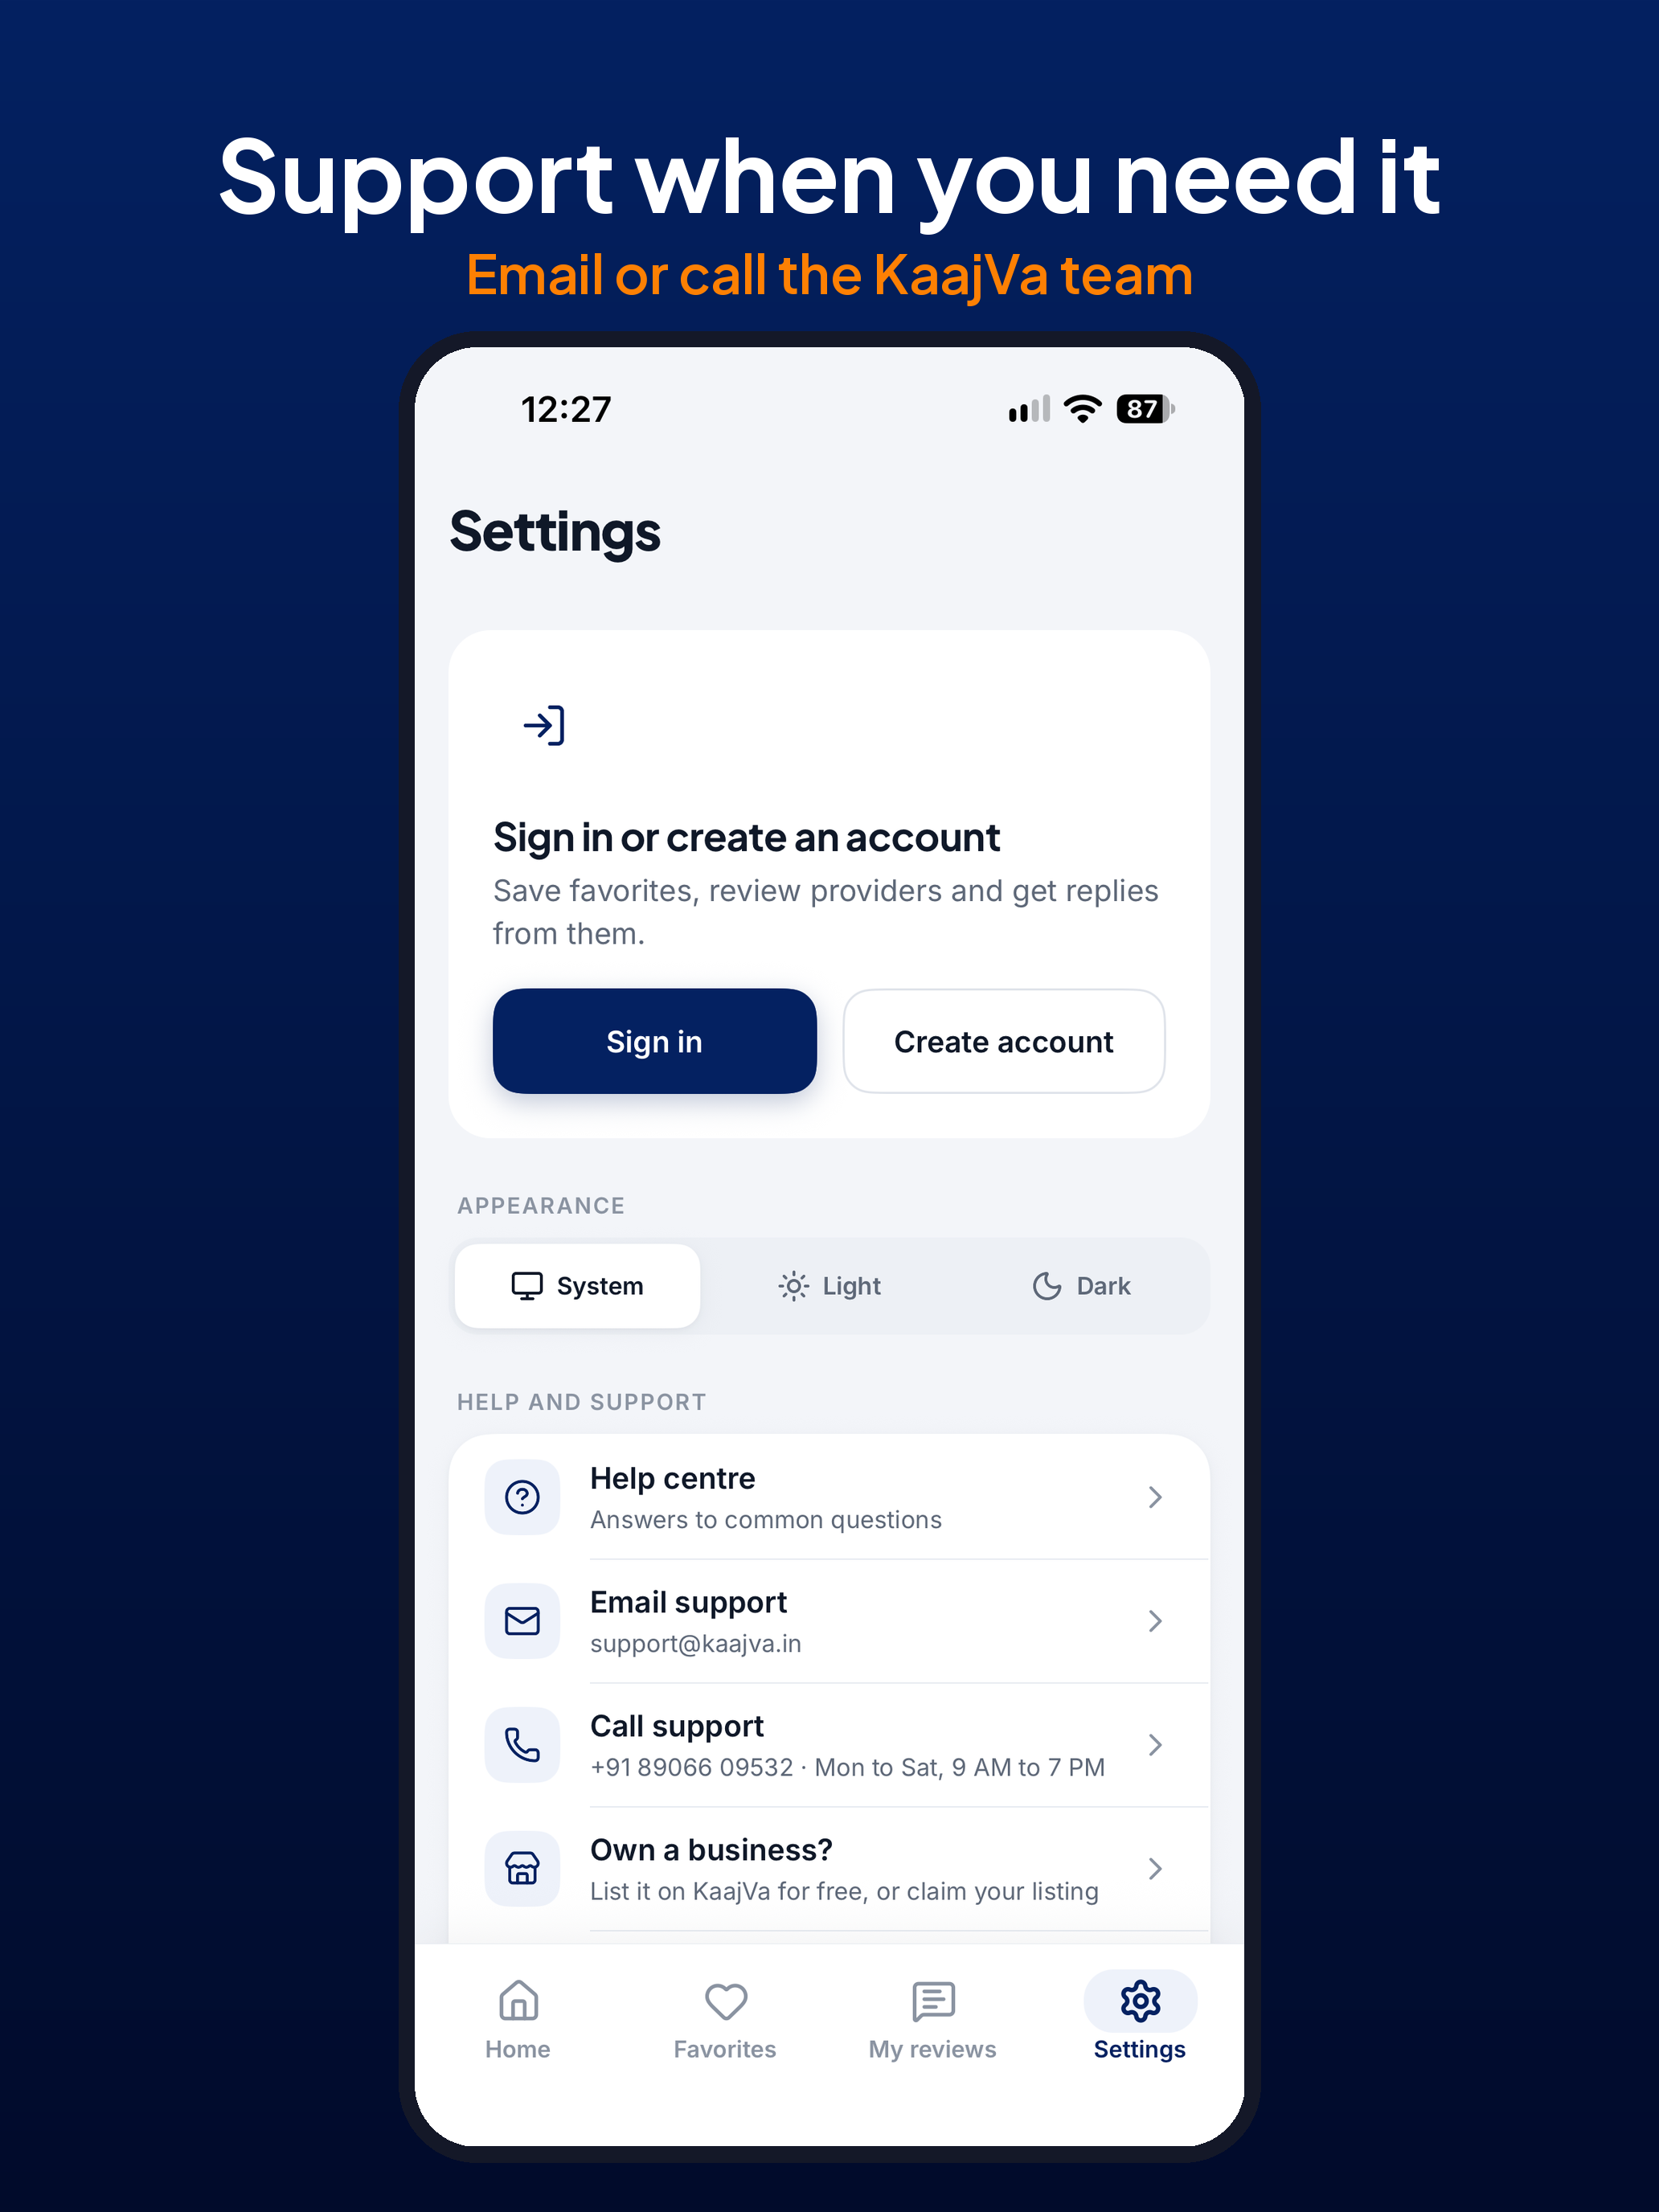 Support when you need it
Email or call the KaajVa team
12:27
87
Settings
Sign in or create an account
Save favorites, review providers and get replies
from them.
Sign in
Create account
APPEARANCE
System
Light
Dark
HELP AND SUPPORT
Help centre
Answers to common questions
Email support
support@kaajva.in
Call support
+91 89066 09532 · Mon to Sat, 9 AM to 7 PM
Own a business?
List it on KaajVa for free, or claim your listing
Home
Favorites
My reviews
Settings